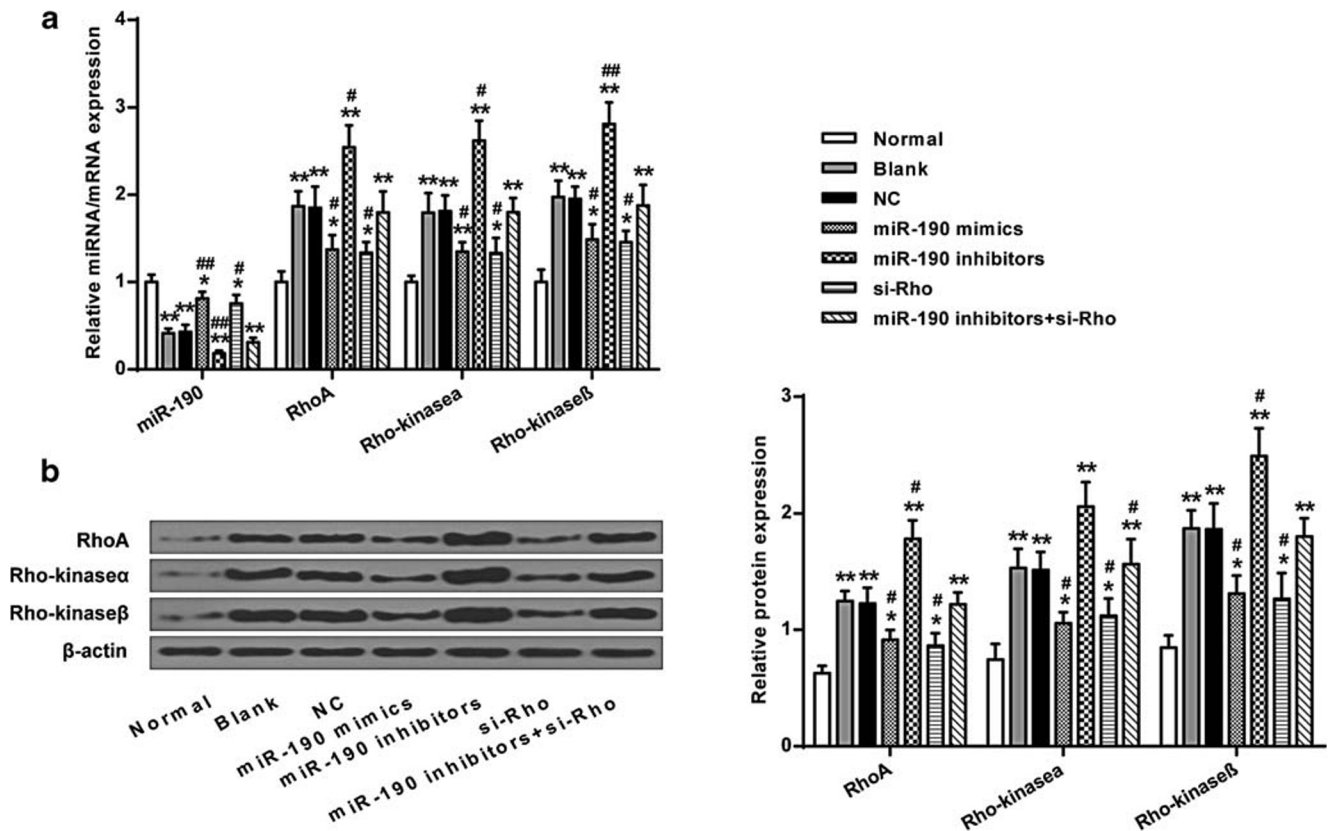 a
Relative miRNA/mRNA expression
4
3
2
1
0
** ** ## * ## ** # * **
** ** # * # ** # * **
** ** # ** # ** # * **
** ** # * ## ** # * **
miR-190
RhoA
Rho-kinasea
Rho-kinaseß
Normal
Blank
NC
miR-190 mimics
miR-190 inhibitors
si-Rho
miR-190 inhibitors+si-Rho
b
RhoA
Rho-kinaseα
Rho-kinaseβ
β-actin
Normal
Blank
NC
miR-190 mimics
miR-190 inhibitors
si-Rho
miR-190 inhibitors+si-Rho
Relative protein expression
3
2
1
0
** ** # * # ** # * **
** ** # * ** # * # **
** ** # * # ** # * **
RhoA
Rho-kinasea
Rho-kinaseß